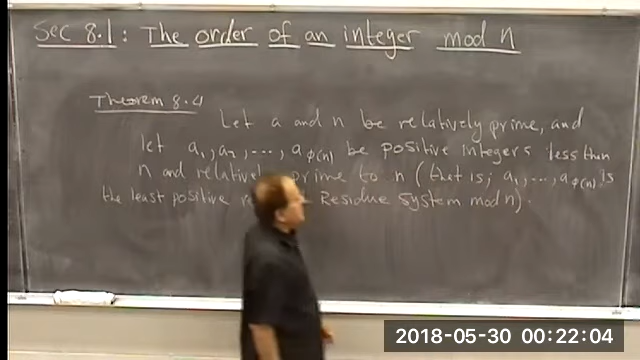 Sec 8.1: The order of an integer mod n
Theorem 8.4
Let a and n be relatively prime, and
let a₁, a₂, ..., a_φ(n) be positive integers less than
n and relatively prime to n (that is; a₁, ..., a_φ(n) is
the least positive Residue system mod n).
2018-05-30 00:22:04